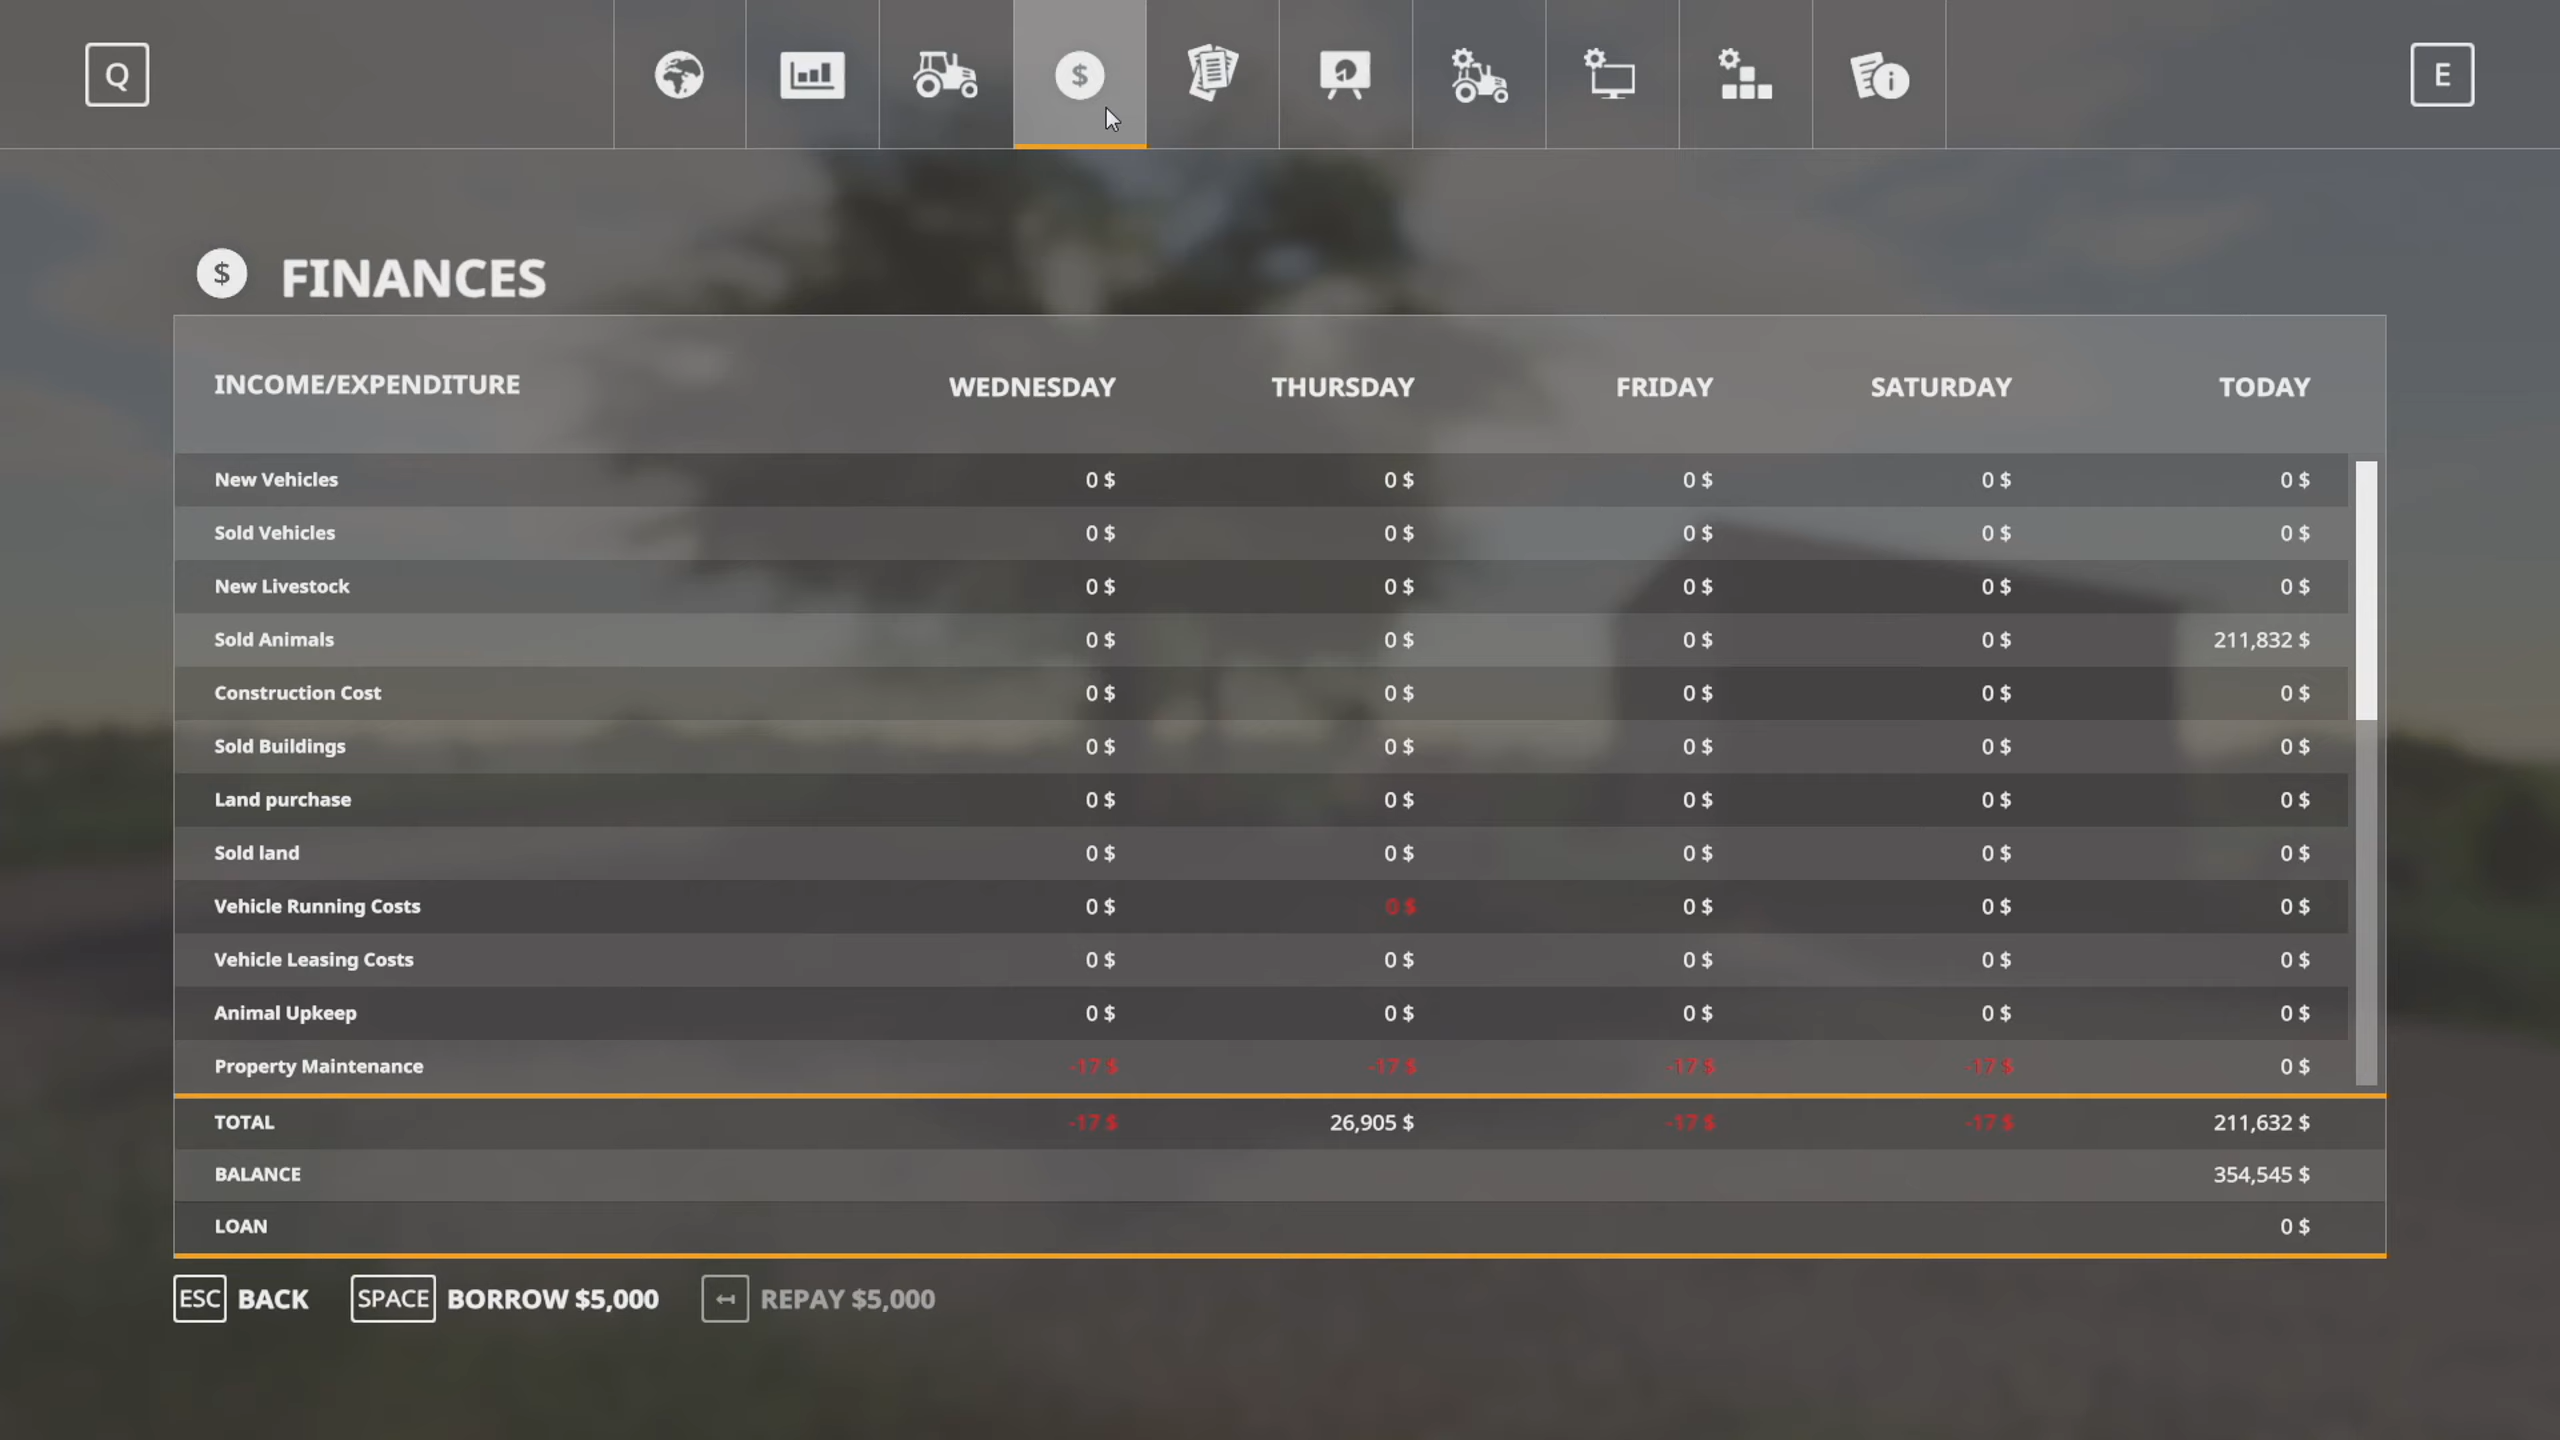 Q
$
E
$ FINANCES
INCOME/EXPENDITURE WEDNESDAY THURSDAY FRIDAY SATURDAY TODAY
New Vehicles 0 $ 0 $ 0 $ 0 $ 0 $
Sold Vehicles 0 $ 0 $ 0 $ 0 $ 0 $
New Livestock 0 $ 0 $ 0 $ 0 $ 0 $
Sold Animals 0 $ 0 $ 0 $ 0 $ 211,832 $
Construction Cost 0 $ 0 $ 0 $ 0 $ 0 $
Sold Buildings 0 $ 0 $ 0 $ 0 $ 0 $
Land purchase 0 $ 0 $ 0 $ 0 $ 0 $
Sold land 0 $ 0 $ 0 $ 0 $ 0 $
Vehicle Running Costs 0 $ 0 $ 0 $ 0 $ 0 $
Vehicle Leasing Costs 0 $ 0 $ 0 $ 0 $ 0 $
Animal Upkeep 0 $ 0 $ 0 $ 0 $ 0 $
Property Maintenance -17 $ -17 $ -17 $ -17 $ 0 $
TOTAL -17 $ 26,905 $ -17 $ -17 $ 211,632 $
BALANCE 354,545 $
LOAN 0 $
ESC BACK SPACE BORROW $5,000 REPAY $5,000